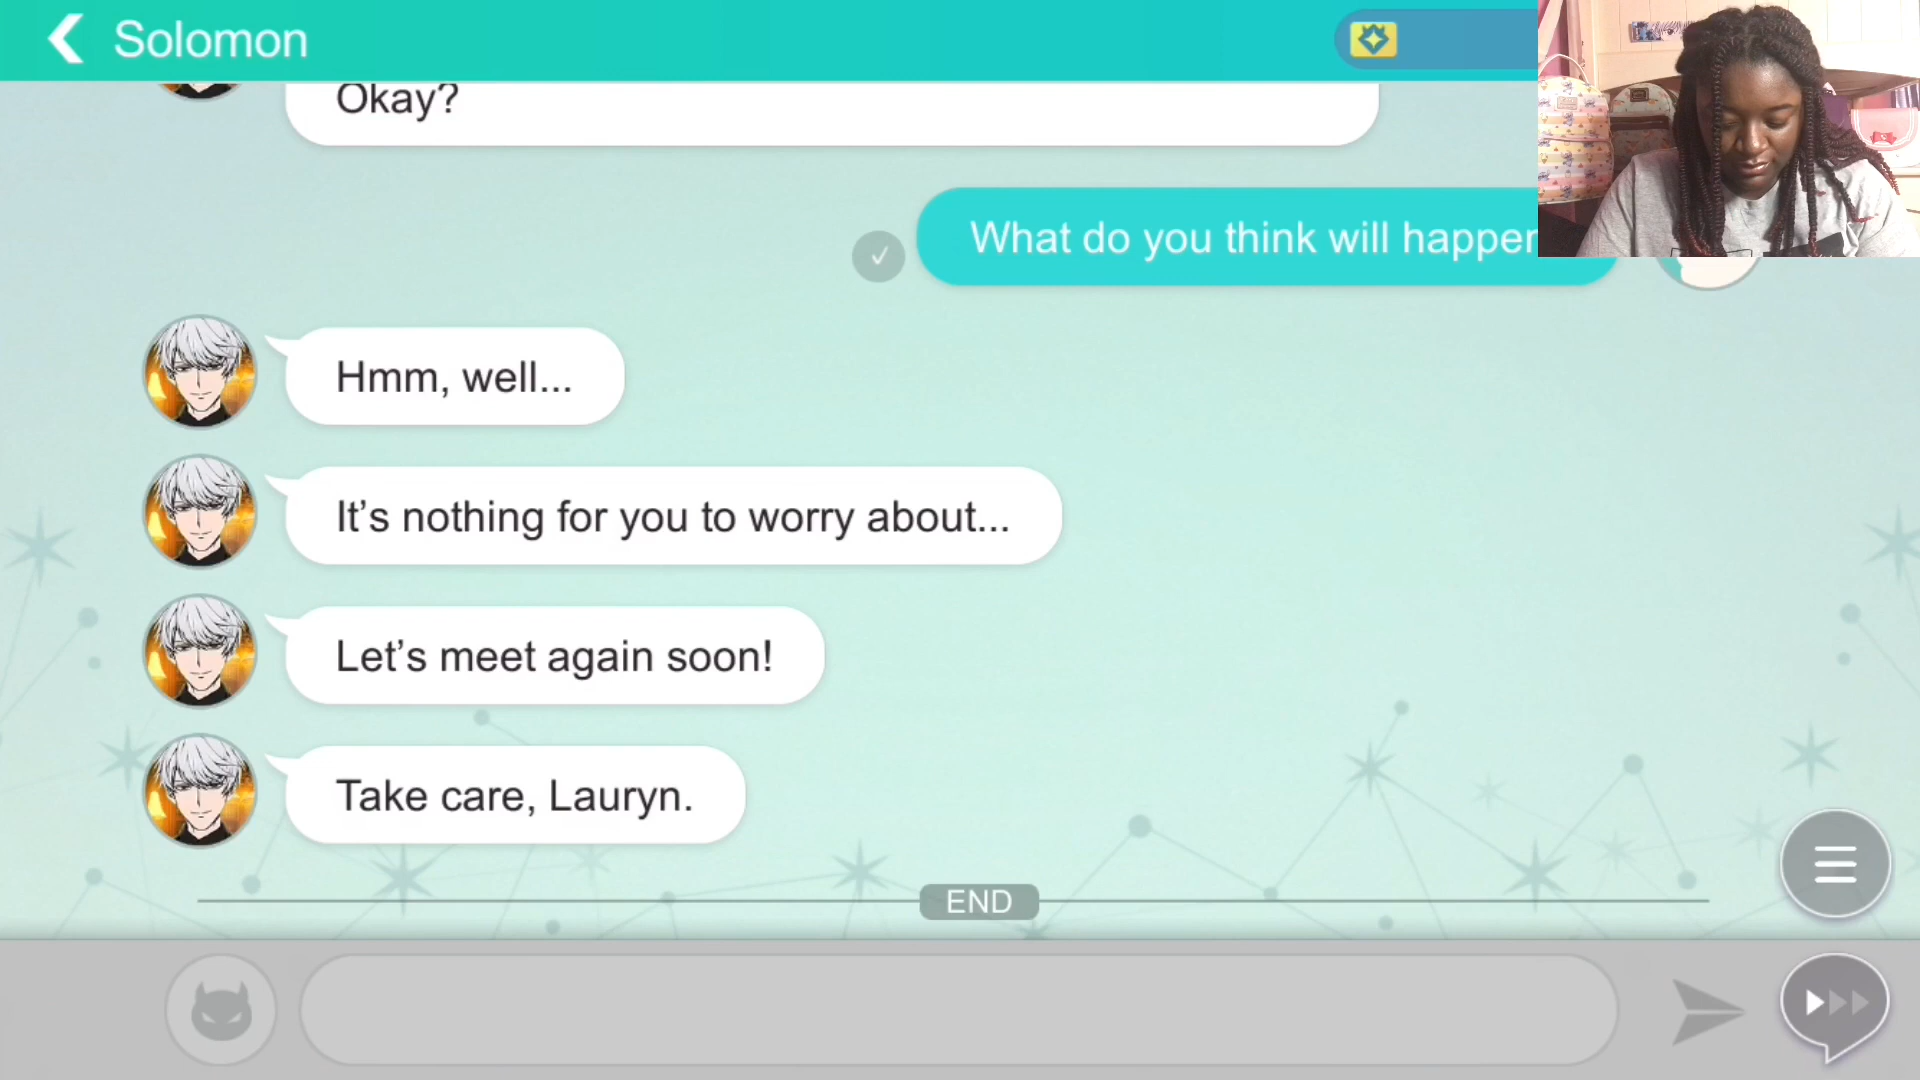 Solomon
Okay?
What do you think will happen
Hmm, well...
It’s nothing for you to worry about...
Let’s meet again soon!
Take care, Lauryn.
END